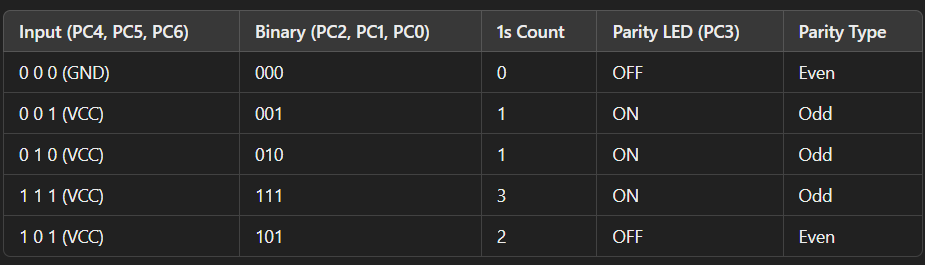 Input (PC4, PC5, PC6) Binary (PC2, PC1, PC0) 1s Count Parity LED (PC3) Parity Type
0 0 0 (GND) 000 0 OFF Even
0 0 1 (VCC) 001 1 ON Odd
0 1 0 (VCC) 010 1 ON Odd
1 1 1 (VCC) 111 3 ON Odd
1 0 1 (VCC) 101 2 OFF Even